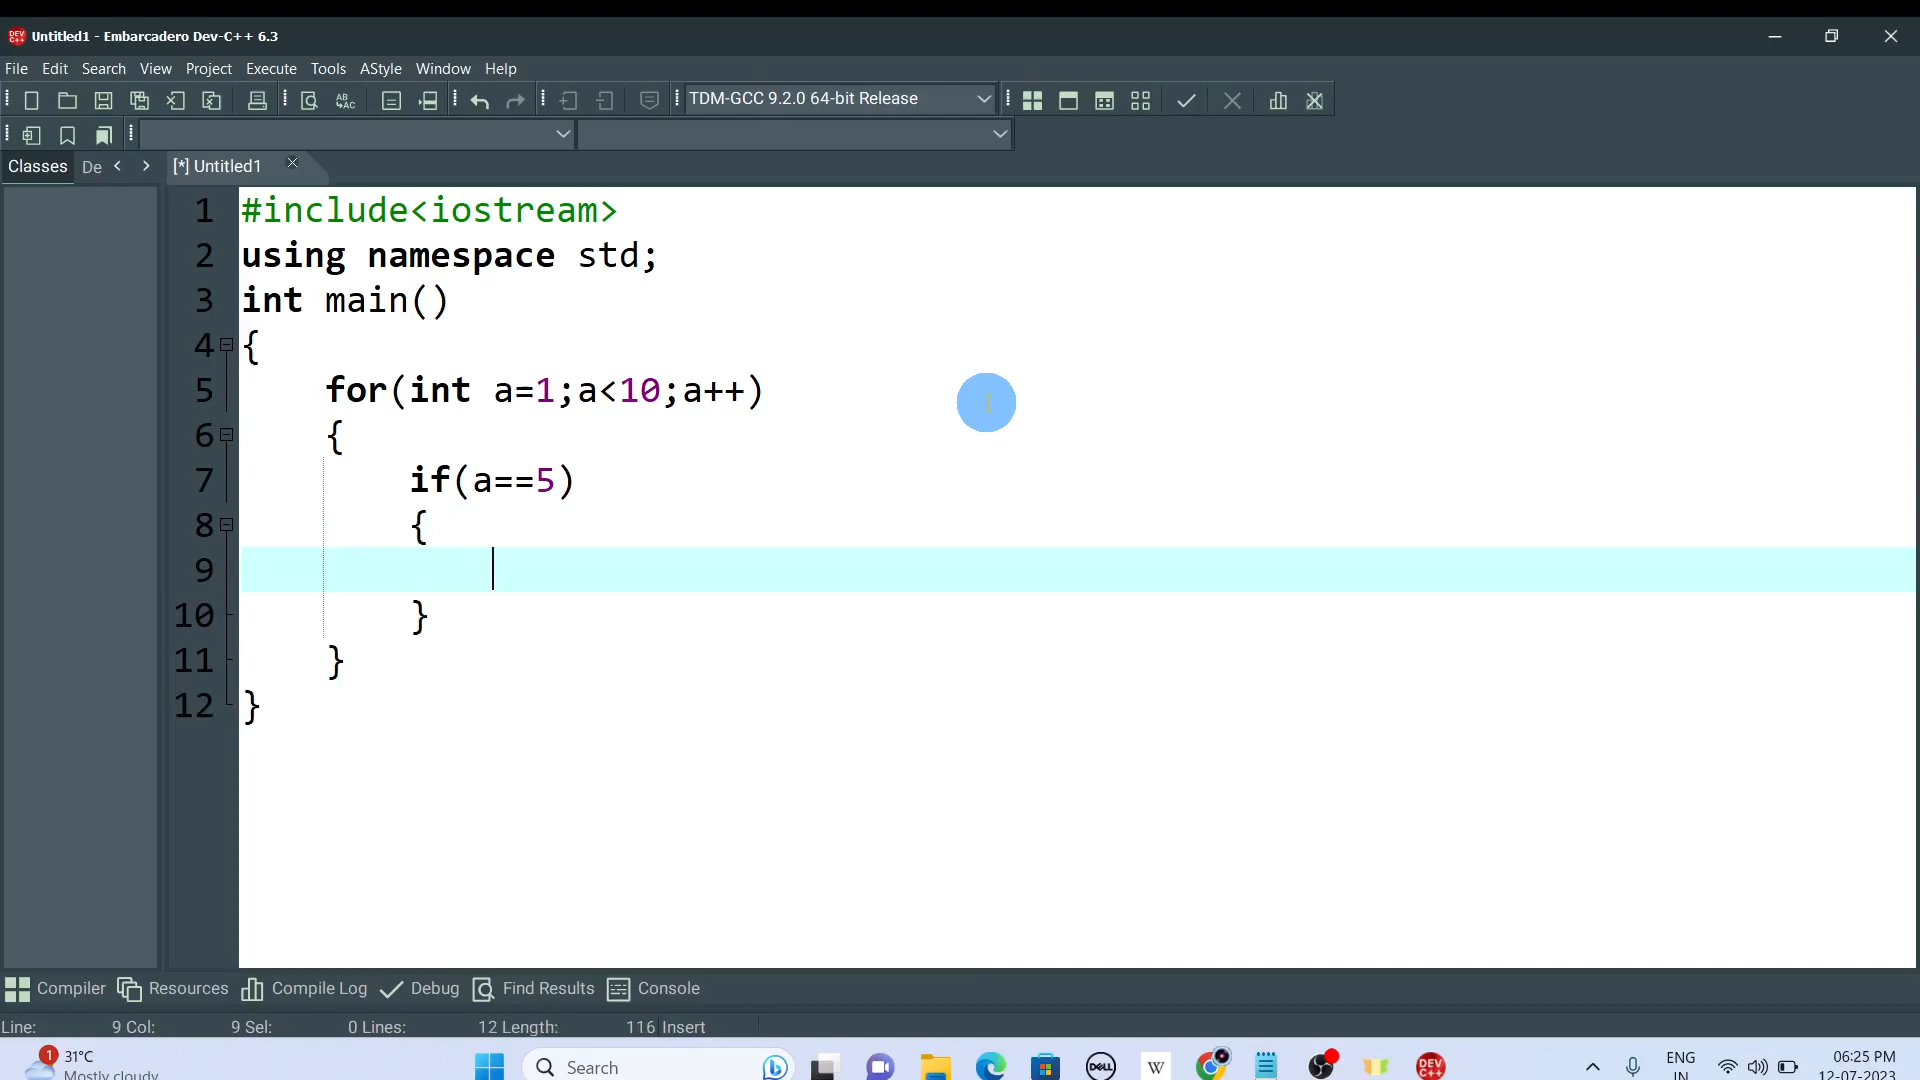 Untitled1 - Embarcadero Dev-C++ 6.3
File Edit Search View Project Execute Tools AStyle Window Help
TDM-GCC 9.2.0 64-bit Release
Classes De [*] Untitled1
1 #include<iostream>
2 using namespace std;
3 int main()
4 {
5 for(int a=1;a<10;a++)
6 {
7 if(a==5)
8 {
9
10 }
11 }
12 }
Compiler Resources Compile Log Debug Find Results Console
Line: 9 Col: 9 Sel: 0 Lines: 12 Length: 116 Insert
1 31°C Search ENG 06:25 PM
Mostly cloudy IN 12-07-2023